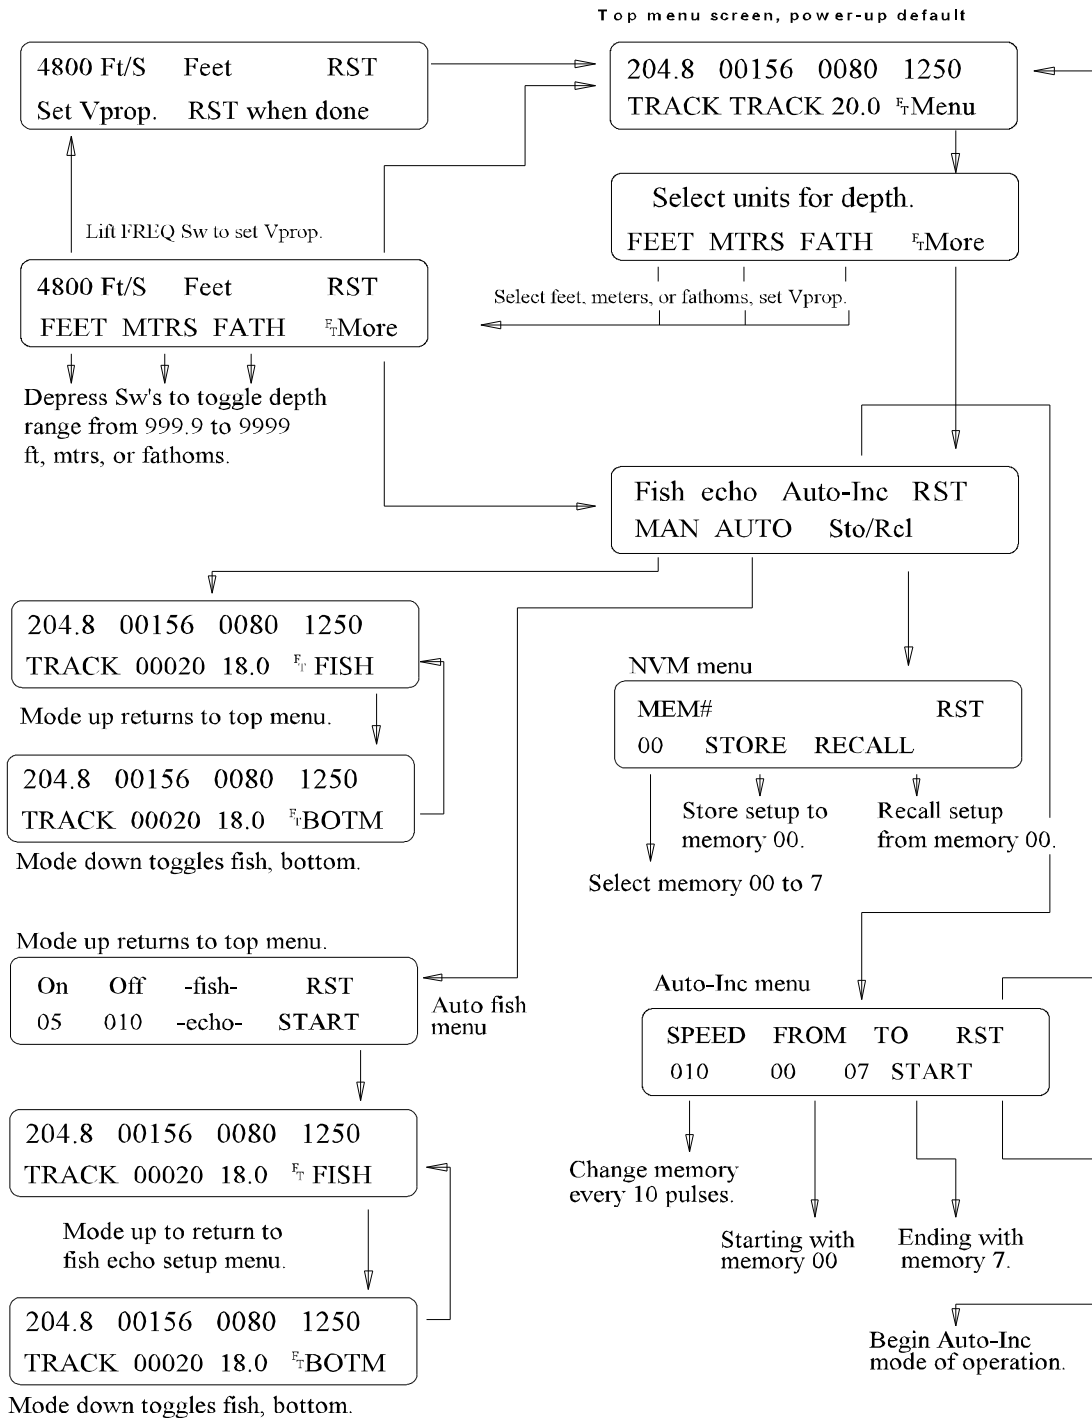 Top menu screen, power-up default
4800 Ft/S Feet RST
Set Vprop. RST when done
204.8 00156 0080 1250
TRACK TRACK 20.0 FTMenu
Select units for depth.
FEET MTRS FATH FTMore
Lift FREQ Sw to set Vprop.
4800 Ft/S Feet RST
FEET MTRS FATH FTMore
Select feet, meters, or fathoms, set Vprop.
Depress Sw's to toggle depth
range from 999.9 to 9999
ft, mtrs, or fathoms.
Fish echo Auto-Inc RST
MAN AUTO Sto/Rcl
204.8 00156 0080 1250
TRACK 00020 18.0 FT FISH
Mode up returns to top menu.
204.8 00156 0080 1250
TRACK 00020 18.0 FTBOTM
Mode down toggles fish, bottom.
NVM menu
MEM# RST
00 STORE RECALL
Store setup to
memory 00.
Recall setup
from memory 00.
Select memory 00 to 7
Mode up returns to top menu.
On Off -fish- RST
05 010 -echo- START
Auto fish
menu
204.8 00156 0080 1250
TRACK 00020 18.0 FT FISH
Mode up to return to
fish echo setup menu.
204.8 00156 0080 1250
TRACK 00020 18.0 FTBOTM
Mode down toggles fish, bottom.
Auto-Inc menu
SPEED FROM TO RST
010 00 07 START
Change memory
every 10 pulses.
Starting with
memory 00
Ending with
memory 7.
Begin Auto-Inc
mode of operation.